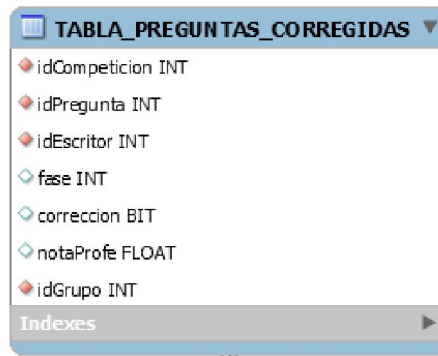 TABLA_PREGUNTAS_CORREGIDAS
idCompeticion INT
idPregunta INT
idEscritor INT
fase INT
correccion BIT
notaProfe FLOAT
idGrupo INT
Indexes